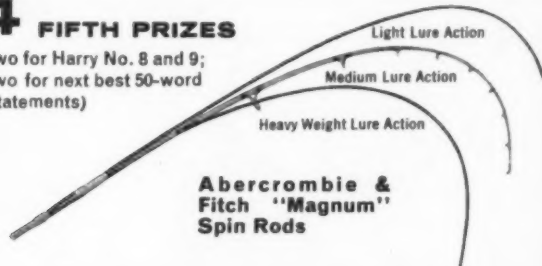 4 FIFTH PRIZES
wo for Harry No. 8 and 9;
wo for next best 50-word
tatements)
Light Lure Action
Medium Lure Action
Heavy Weight Lure Action
Abercrombie &
Fitch "Magnum"
Spin Rods